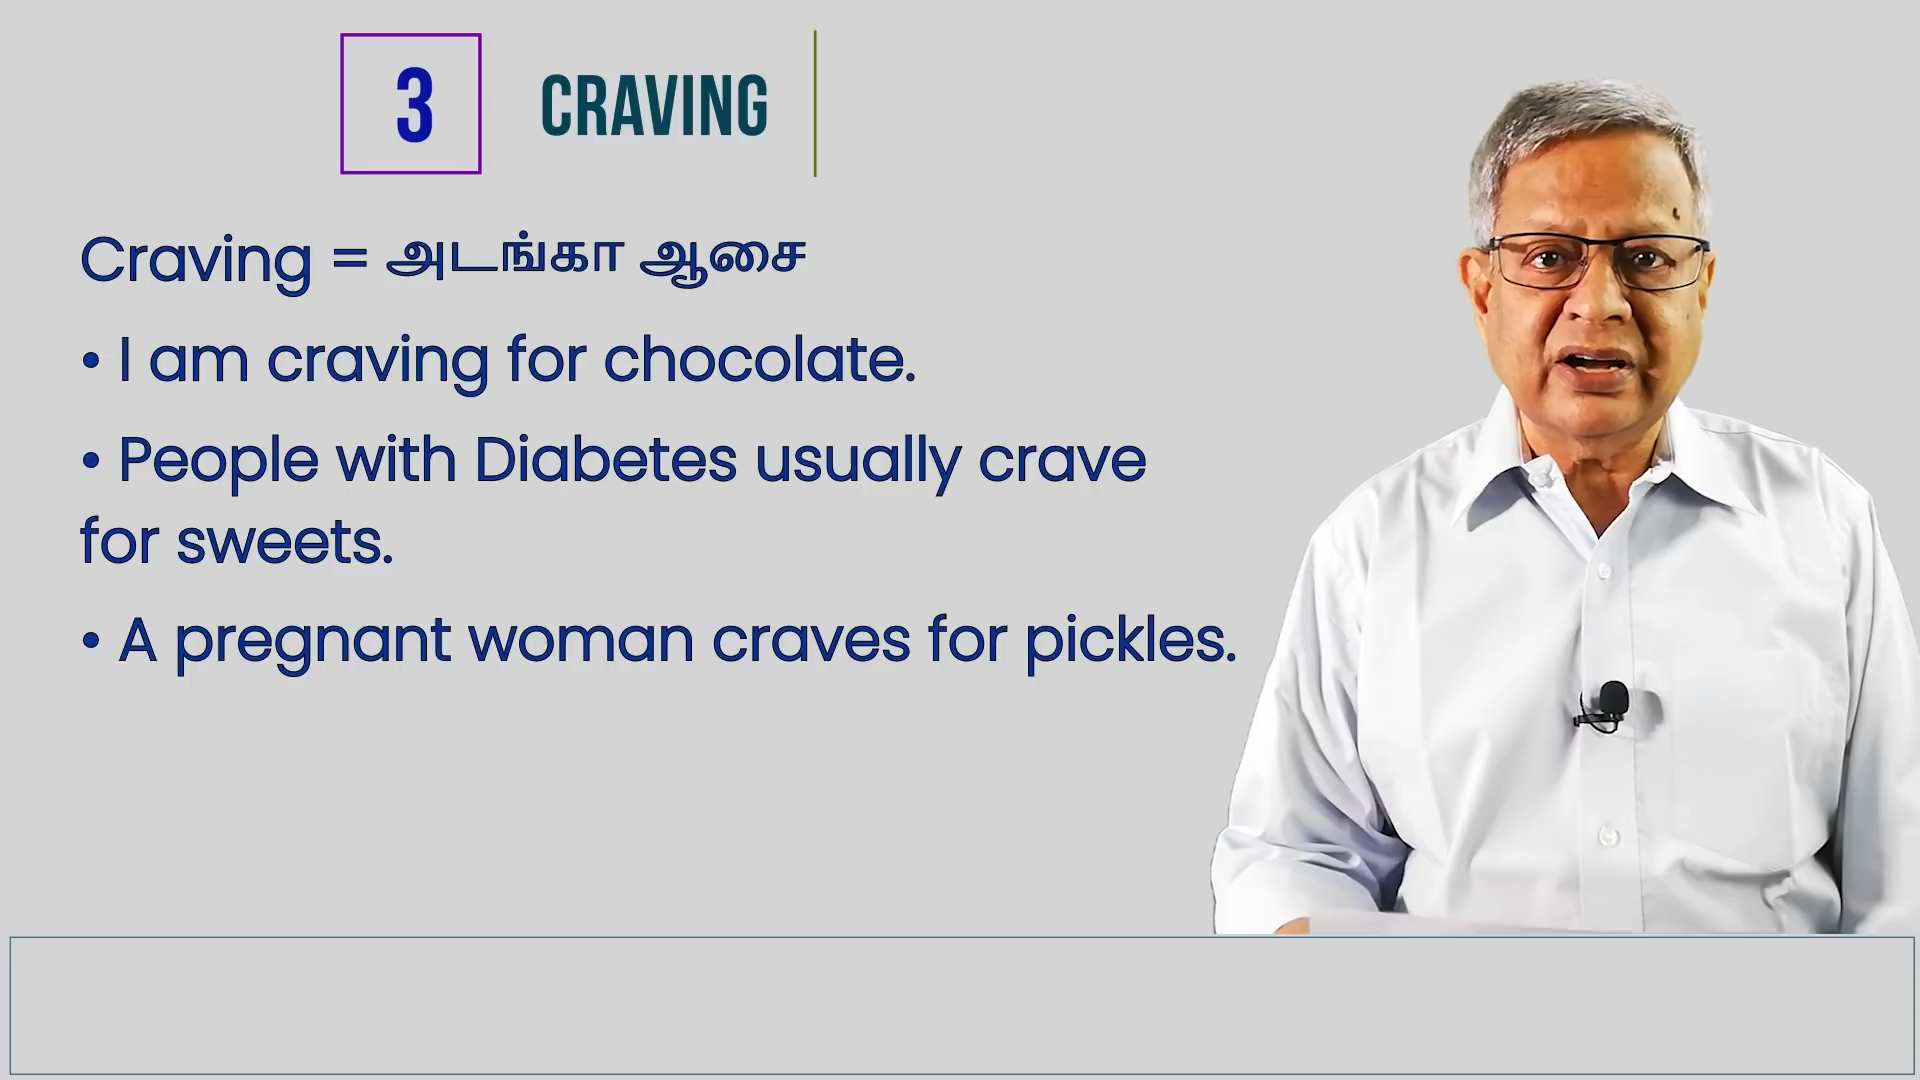 3 CRAVING
Craving = அடங்கா ஆசை
• I am craving for chocolate.
• People with Diabetes usually crave
for sweets.
• A pregnant woman craves for pickles.